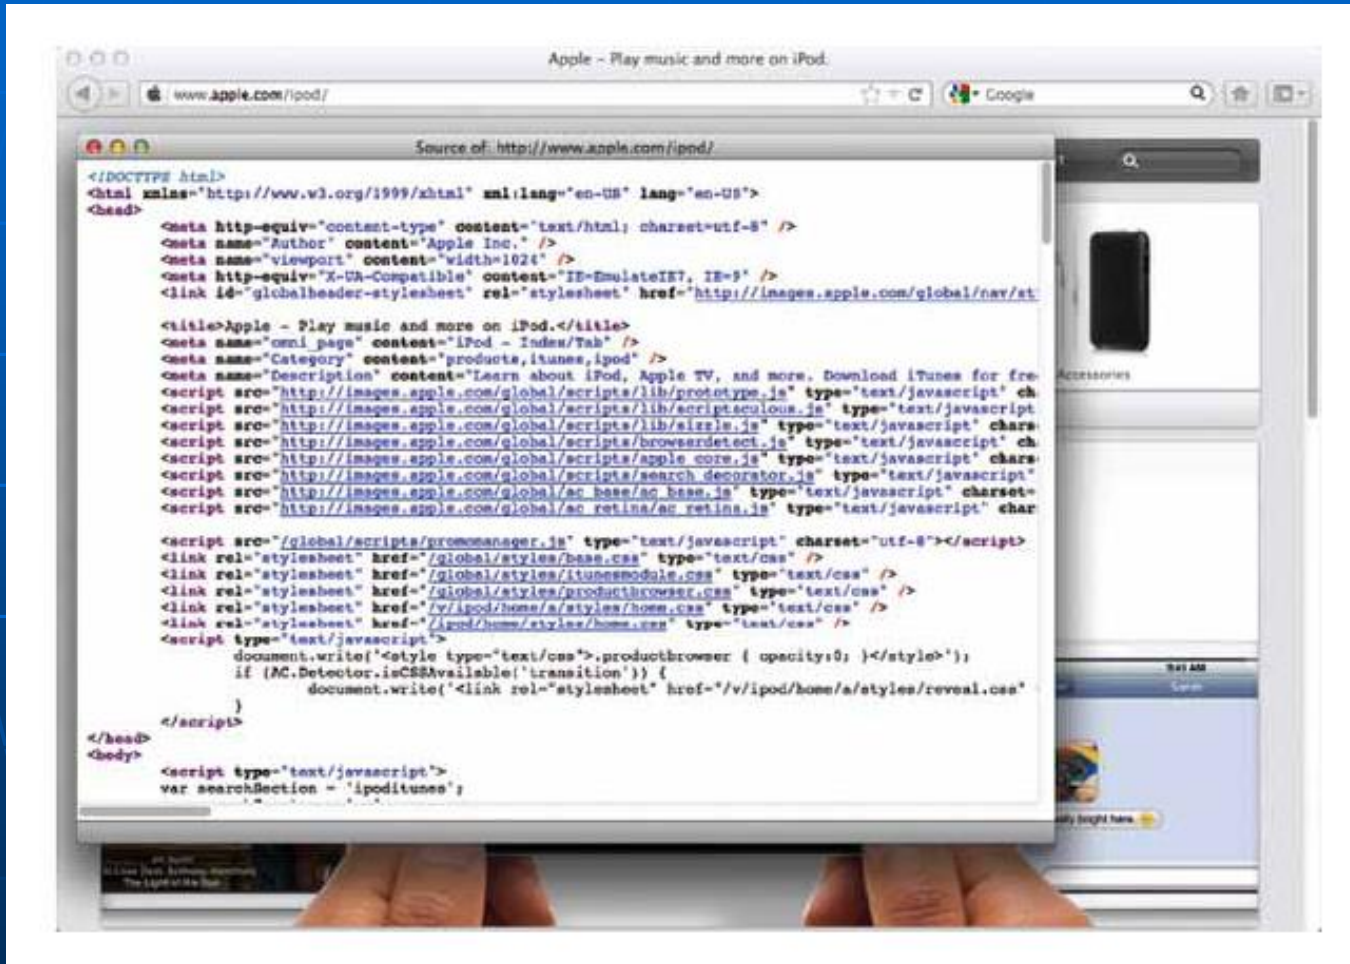 Apple – Play music and more on iPod.
www.apple.com/ipod/
Google
Source of: http://www.apple.com/ipod/
<!DOCTYPE html>
<html xmlns="http://www.w3.org/1999/xhtml" xml:lang="en-US" lang="en-US">
<head>
<meta http-equiv="content-type" content="text/html; charset=utf-8" />
<meta name="Author" content="Apple Inc." />
<meta name="viewport" content="width=1024" />
<meta http-equiv="X-UA-Compatible" content="IE=EmulateIE7, IE=9" />
<link id="globalheader-stylesheet" rel="stylesheet" href="http://images.apple.com/global/nav/st
<title>Apple - Play music and more on iPod.</title>
<meta name="omni_page" content="iPod - Index/Tab" />
<meta name="Category" content="products,itunes,ipod" />
<meta name="Description" content="Learn about iPod, Apple TV, and more. Download iTunes for fre
<script src="http://images.apple.com/global/scripts/lib/prototype.js" type="text/javascript" ch
<script src="http://images.apple.com/global/scripts/lib/scriptaculous.js" type="text/javascript
<script src="http://images.apple.com/global/scripts/lib/sizzle.js" type="text/javascript" chars
<script src="http://images.apple.com/global/scripts/browserdetect.js" type="text/javascript" ch
<script src="http://images.apple.com/global/scripts/apple_core.js" type="text/javascript" chars
<script src="http://images.apple.com/global/scripts/search_decorator.js" type="text/javascript"
<script src="http://images.apple.com/global/ac_base/ac_base.js" type="text/javascript" charset=
<script src="http://images.apple.com/global/ac_retina/ac_retina.js" type="text/javascript" char
<script src="/global/scripts/promomanager.js" type="text/javascript" charset="utf-8"></script>
<link rel="stylesheet" href="/global/styles/base.css" type="text/css" />
<link rel="stylesheet" href="/global/styles/itunesmodule.css" type="text/css" />
<link rel="stylesheet" href="/global/styles/productbrowser.css" type="text/css" />
<link rel="stylesheet" href="/v/ipod/home/a/styles/home.css" type="text/css" />
<link rel="stylesheet" href="/ipod/home/styles/home.css" type="text/css" />
<script type="text/javascript">
document.write('<style type="text/css">.productbrowser { opacity:0; }</style>');
if (AC.Detector.isCSSAvailable('transition')) {
document.write('<link rel="stylesheet" href="/v/ipod/home/a/styles/reveal.css"
}
</script>
</head>
<body>
<script type="text/javascript">
var searchSection = 'ipoditunes';
Accessories
9:41 AM
bright here.
The Light of the Sun